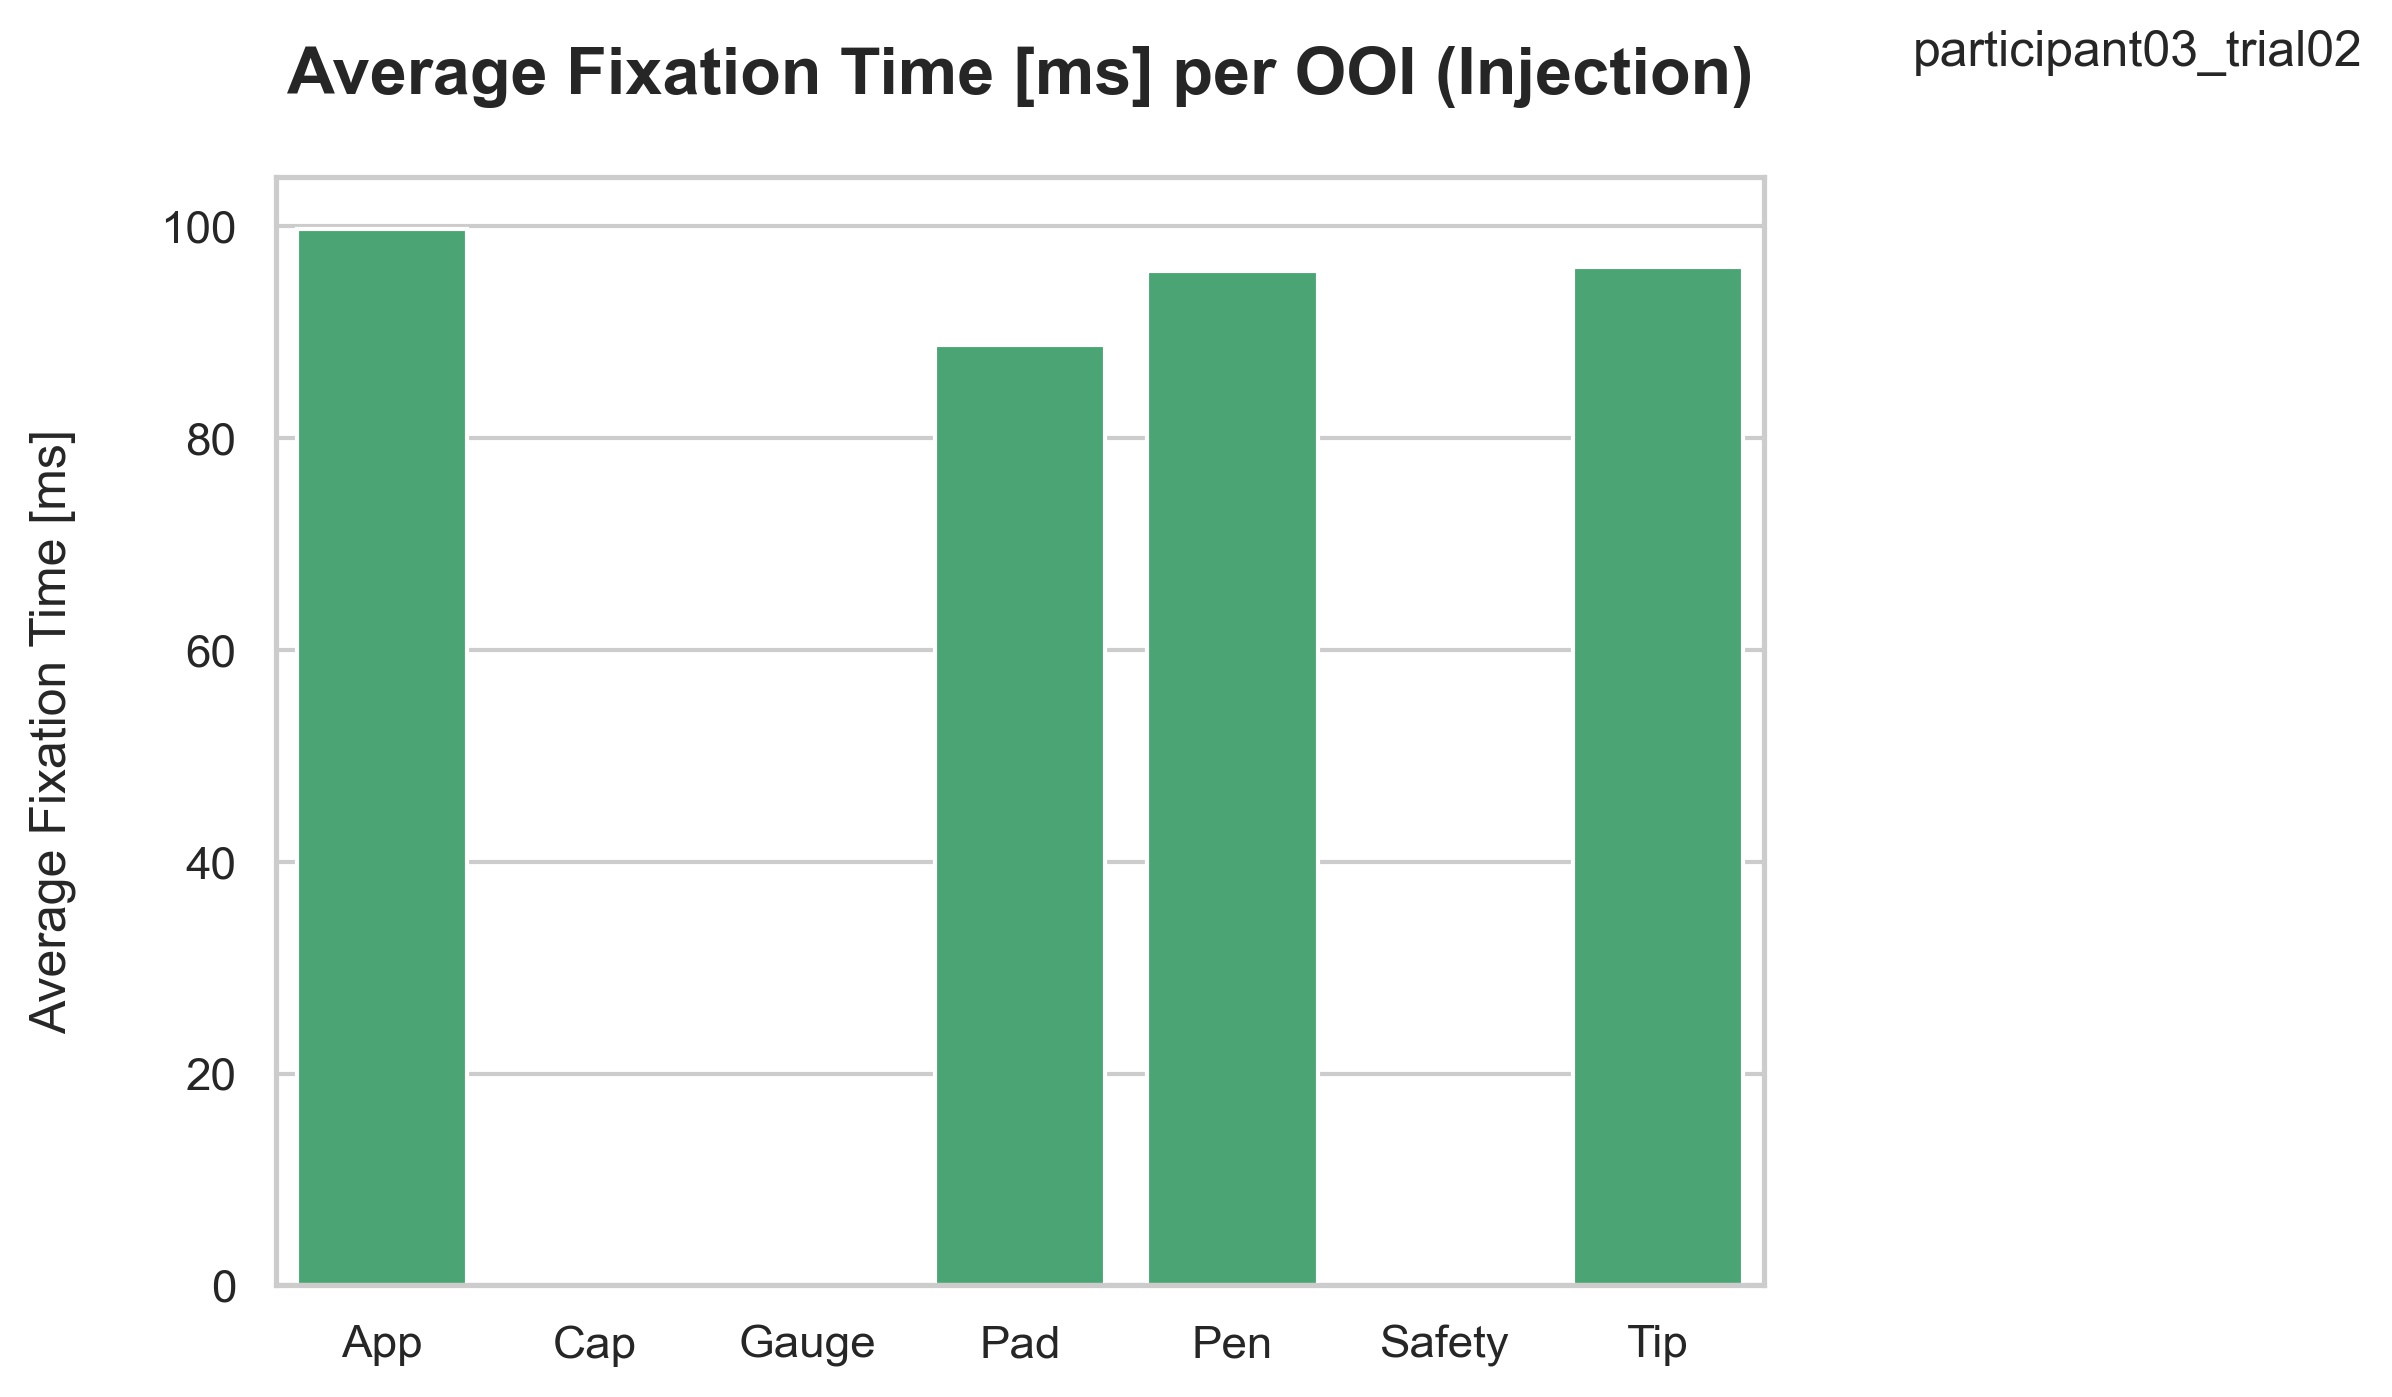 Average Fixation Time [ms] per OOI (Injection)
participant03_trial02
Average Fixation Time [ms]
100
80
60
40
20
0
App Cap Gauge Pad Pen Safety Tip